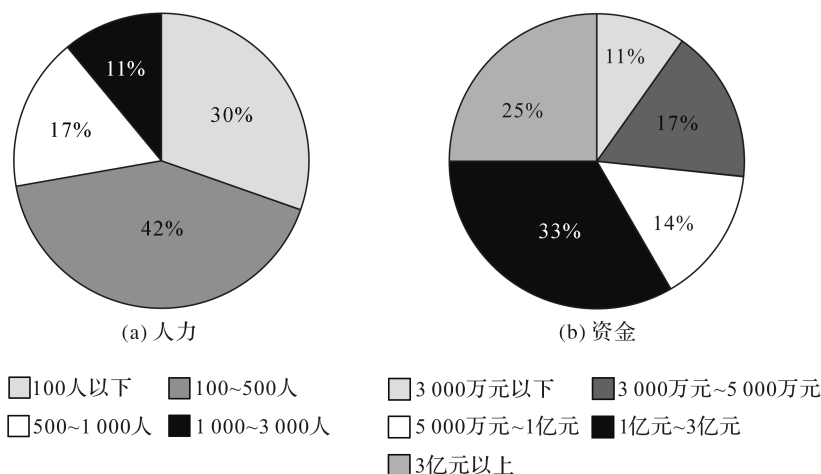 11%
30%
17%
42%
(a) 人力
100人以下
100~500人
500~1 000人
1 000~3 000人
11%
25%
17%
14%
33%
(b) 资金
3 000万元以下
3 000万元~5 000万元
5 000万元~1亿元
1亿元~3亿元
3亿元以上